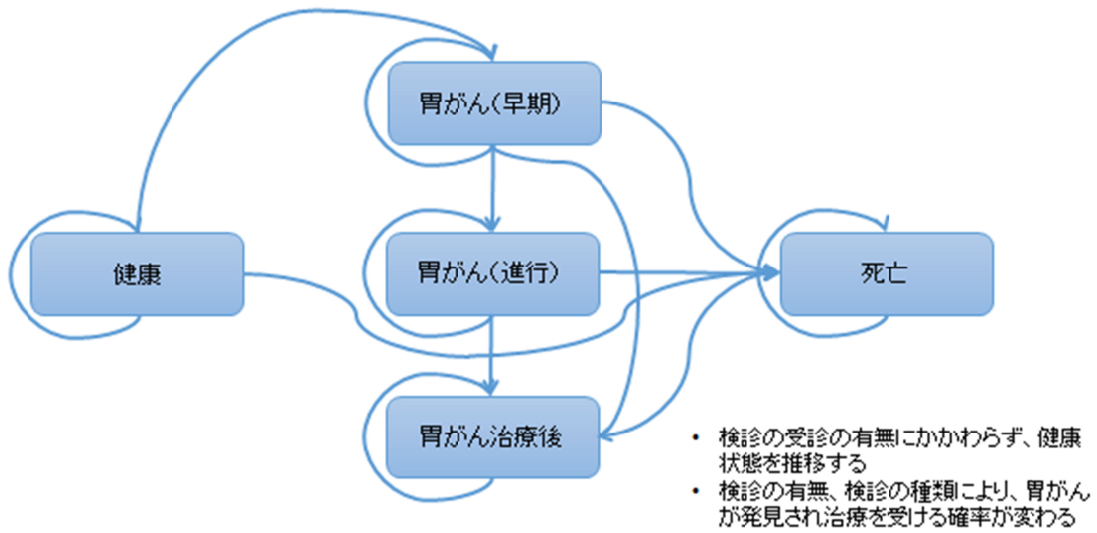 胃がん(早期)
健康
胃がん(進行)
死亡
胃がん治療後
• 検診の受診の有無にかかわらず、健康
状態を推移する
• 検診の有無、検診の種類により、胃がん
が発見され治療を受ける確率が変わる